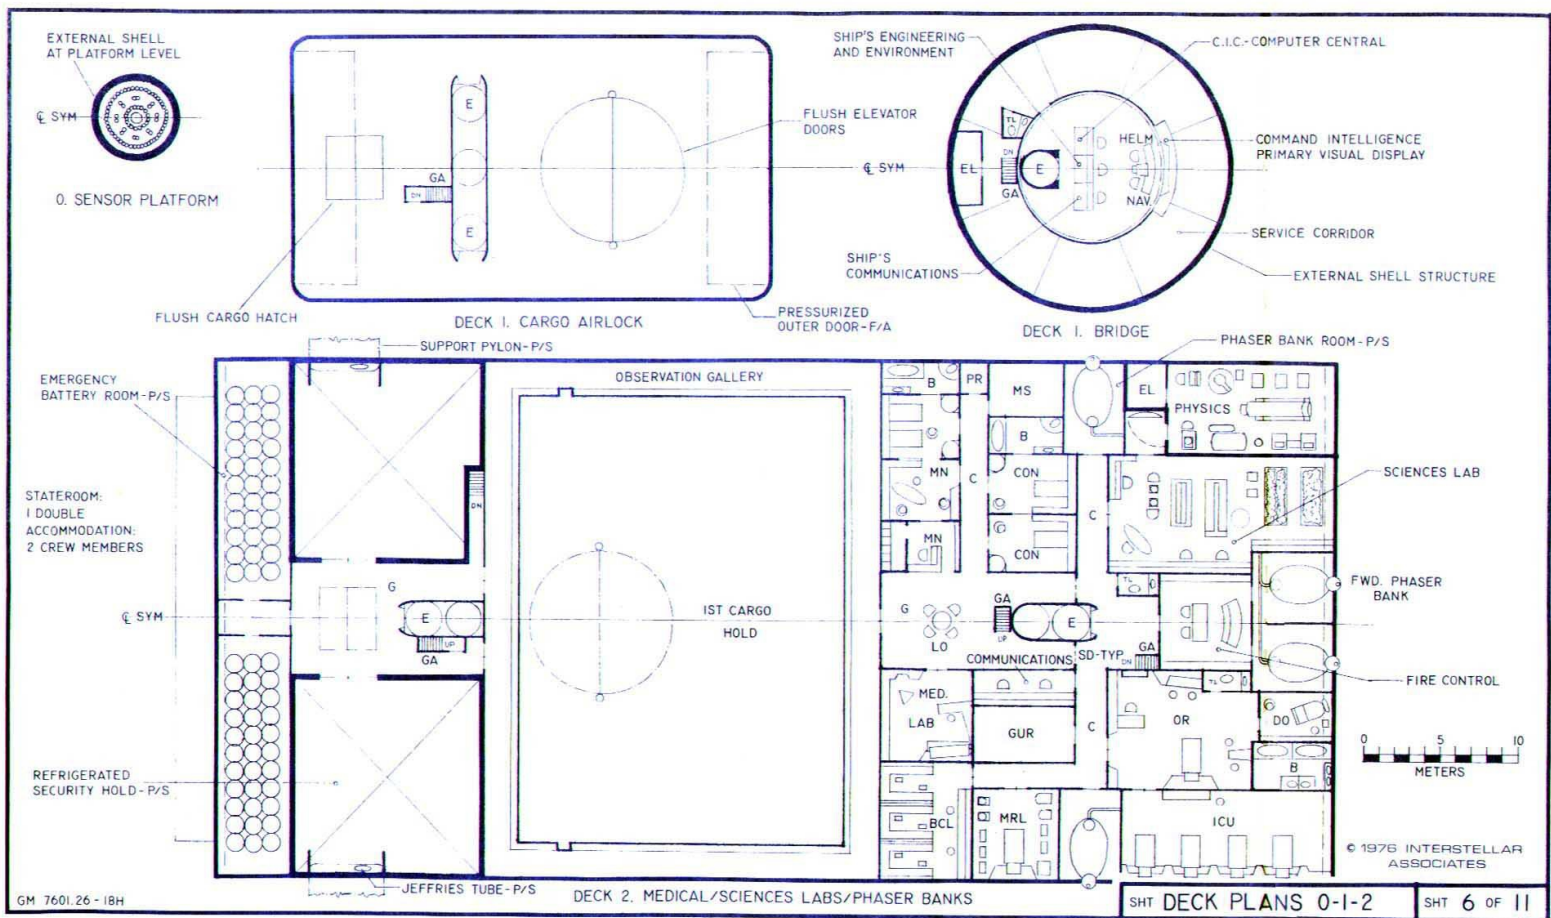 EXTERNAL SHELL
AT PLATFORM LEVEL
℄ SYM
0. SENSOR PLATFORM
E
GA
DN
E
FLUSH ELEVATOR
DOORS
FLUSH CARGO HATCH
DECK 1. CARGO AIRLOCK
PRESSURIZED
OUTER DOOR-F/A
SHIP'S ENGINEERING
AND ENVIRONMENT
C.I.C.-COMPUTER CENTRAL
TL
HELM
COMMAND INTELLIGENCE
PRIMARY VISUAL DISPLAY
℄ SYM
EL
DN
GA
E
NAV.
SERVICE CORRIDOR
SHIP'S
COMMUNICATIONS
EXTERNAL SHELL STRUCTURE
DECK 1. BRIDGE
SUPPORT PYLON-P/S
PHASER BANK ROOM-P/S
EMERGENCY
BATTERY ROOM-P/S
OBSERVATION GALLERY
B
PR
MS
EL
PHYSICS
B
STATEROOM:
1 DOUBLE
ACCOMMODATION:
2 CREW MEMBERS
DN
MN
C
CON
C
SCIENCES LAB
MN
CON
G
E
UP
GA
℄ SYM
1ST CARGO
HOLD
G
LO
GA
UP
E
TL
FWD. PHASER
BANK
COMMUNICATIONS
SD-TYP
DN
GA
FIRE CONTROL
MED.
LAB
GUR
C
TL
OR
DO
B
0 5 10
METERS
REFRIGERATED
SECURITY HOLD-P/S
BCL
MRL
ICU
JEFFRIES TUBE-P/S
© 1976 INTERSTELLAR
ASSOCIATES
GM 7601.26-18H
DECK 2. MEDICAL/SCIENCES LABS/PHASER BANKS
SHT DECK PLANS 0-1-2
SHT 6 OF 11